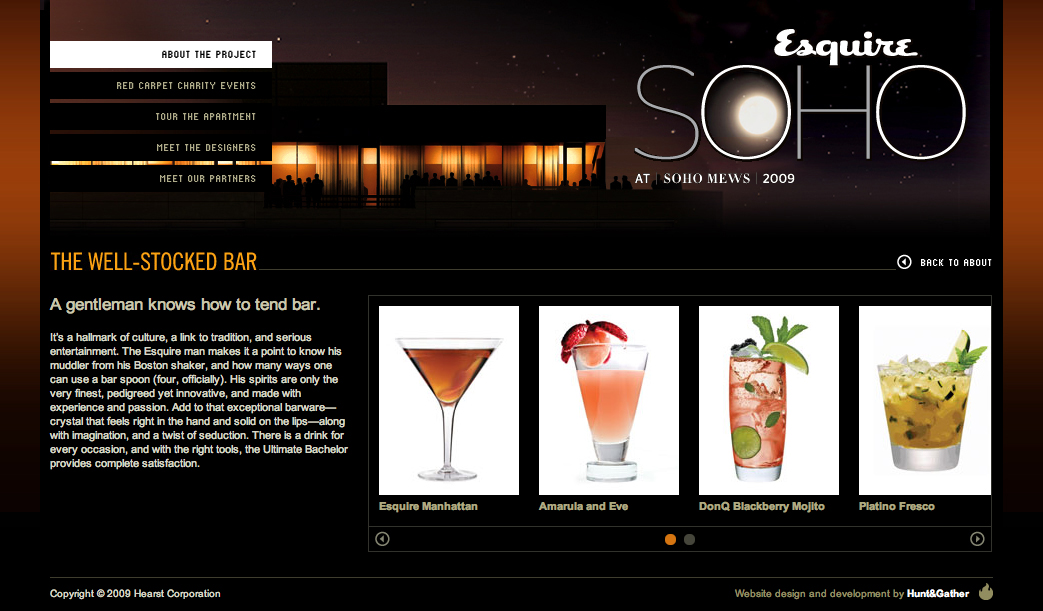 Esquire
SOHO
AT | SOHO MEWS | 2009
ABOUT THE PROJECT
RED CARPET CHARITY EVENTS
TOUR THE APARTMENT
MEET THE DESIGNERS
MEET OUR PARTNERS
THE WELL-STOCKED BAR
BACK TO ABOUT
A gentleman knows how to tend bar.
It's a hallmark of culture, a link to tradition, and serious
entertainment. The Esquire man makes it a point to know his
muddler from his Boston shaker, and how many ways one
can use a bar spoon (four, officially). His spirits are only the
very finest, pedigreed yet innovative, and made with
experience and passion. Add to that exceptional barware—
crystal that feels right in the hand and solid on the lips—along
with imagination, and a twist of seduction. There is a drink for
every occasion, and with the right tools, the Ultimate Bachelor
provides complete satisfaction.
Esquire Manhattan
Amarula and Eve
DonQ Blackberry Mojito
Platino Fresco
Copyright © 2009 Hearst Corporation
Website design and development by Hunt&Gather